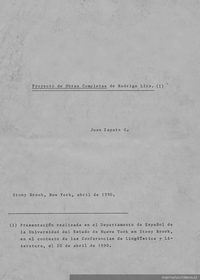 Proyecto de Obras Completas de Rodrigo Lira. (1)
José Zapata G.
Stony Brook, New York, abril de 1990.
(1) Presentación realizada en el Departamento de Español de
la Universidad del Estado de Nueva York en Stony Brook,
en el contexto de las Conferencias de Lingüística y Li-
teratura, el 20 de abril de 1990.